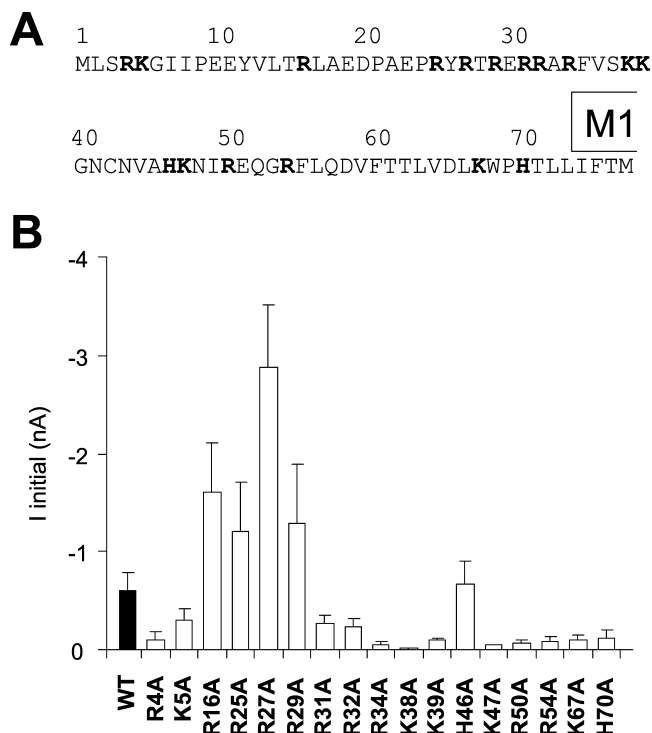 A
1 10 20 30
MLSRKGIIPEEYVLTRLAEDPAEPRYRTRERRARFVSKK
M1
40 50 60 70
GNCNVAHKNIREQGRFLQDVFTTLVDLKWPHTLLIFTM
B
-4
-3
-2
-1
0
I initial (nA)
WT R4A K5A R16A R25A R27A R29A R31A R32A R34A K38A K39A H46A K47A R50A R54A K67A H70A